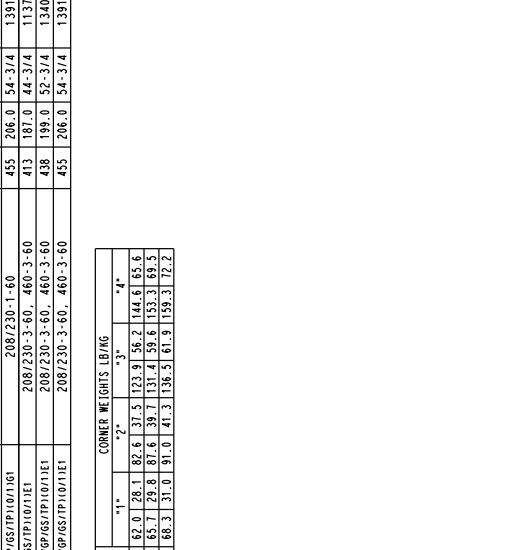 P/GS/TP)(0/1)G1 208/230-1-60 455 206.0 54-3/4 1391
GS/TP)(0/1)E1 208/230-3-60, 460-3-60 413 187.0 44-3/4 1137
GP/GS/TP)(0/1)E1 208/230-3-60, 460-3-60 438 199.0 52-3/4 1340
GP/GS/TP)(0/1)E1 208/230-3-60, 460-3-60 455 206.0 54-3/4 1391
CORNER WEIGHTS LB/KG
"1" "2" "3" "4"
62.0 28.1 82.6 37.5 123.9 56.2 144.6 65.6
65.7 29.8 87.6 39.7 131.4 59.6 153.3 69.5
68.3 31.0 91.0 41.3 136.5 61.9 159.3 72.2